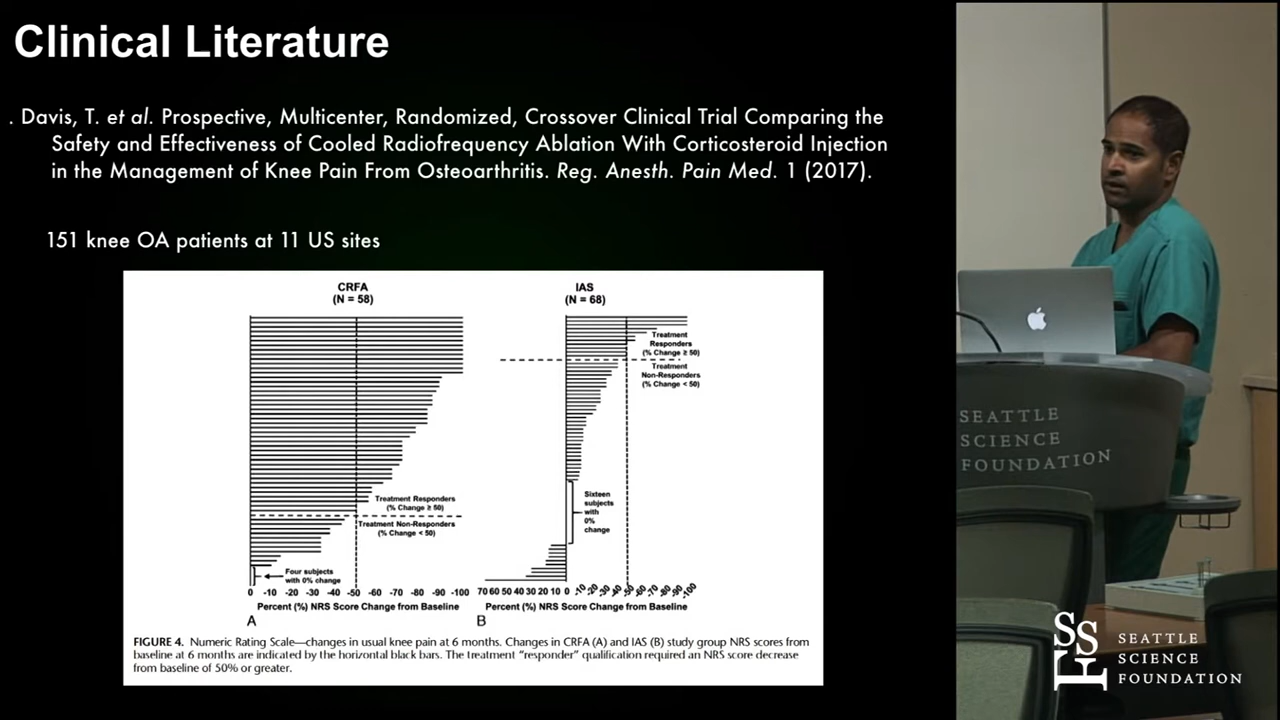 Clinical Literature
. Davis, T. et al. Prospective, Multicenter, Randomized, Crossover Clinical Trial Comparing the
Safety and Effectiveness of Cooled Radiofrequency Ablation With Corticosteroid Injection
in the Management of Knee Pain From Osteoarthritis. Reg. Anesth. Pain Med. 1 (2017).
151 knee OA patients at 11 US sites
CRFA
(N = 58)
Treatment Responders
(% Change ≥ 50)
Treatment Non-Responders
(% Change < 50)
Four subjects
with 0% change
0 -10 -20 -30 -40 -50 -60 -70 -80 -90 -100
Percent (%) NRS Score Change from Baseline
A
IAS
(N = 68)
Treatment
Responders
(% Change ≥ 50)
Treatment
Non-Responders
(% Change < 50)
Sixteen
subjects
with
0%
change
70 60 50 40 30 20 10 0 -10 -20 -30 -40 -50 -60 -70 -80 -90 -100
Percent (%) NRS Score Change from Baseline
B
FIGURE 4. Numeric Rating Scale—changes in usual knee pain at 6 months. Changes in CRFA (A) and IAS (B) study group NRS scores from
baseline at 6 months are indicated by the horizontal black bars. The treatment “responder” qualification required an NRS score decrease
from baseline of 50% or greater.
SEATTLE
SCIENCE
FOUNDATION
SSF
SEATTLE
SCIENCE
FOUNDATION